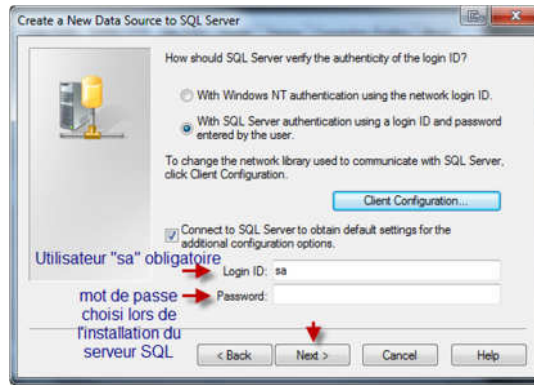 Create a New Data Source to SQL Server
How should SQL Server verify the authenticity of the login ID?
With Windows NT authentication using the network login ID.
With SQL Server authentication using a login ID and password
entered by the user.
To change the network library used to communicate with SQL Server,
click Client Configuration.
Client Configuration...
Connect to SQL Server to obtain default settings for the
additional configuration options.
Utilisateur "sa" obligatoire
Login ID: sa
mot de passe
choisi lors de
l'installation du
serveur SQL
Password:
< Back
Next >
Cancel
Help